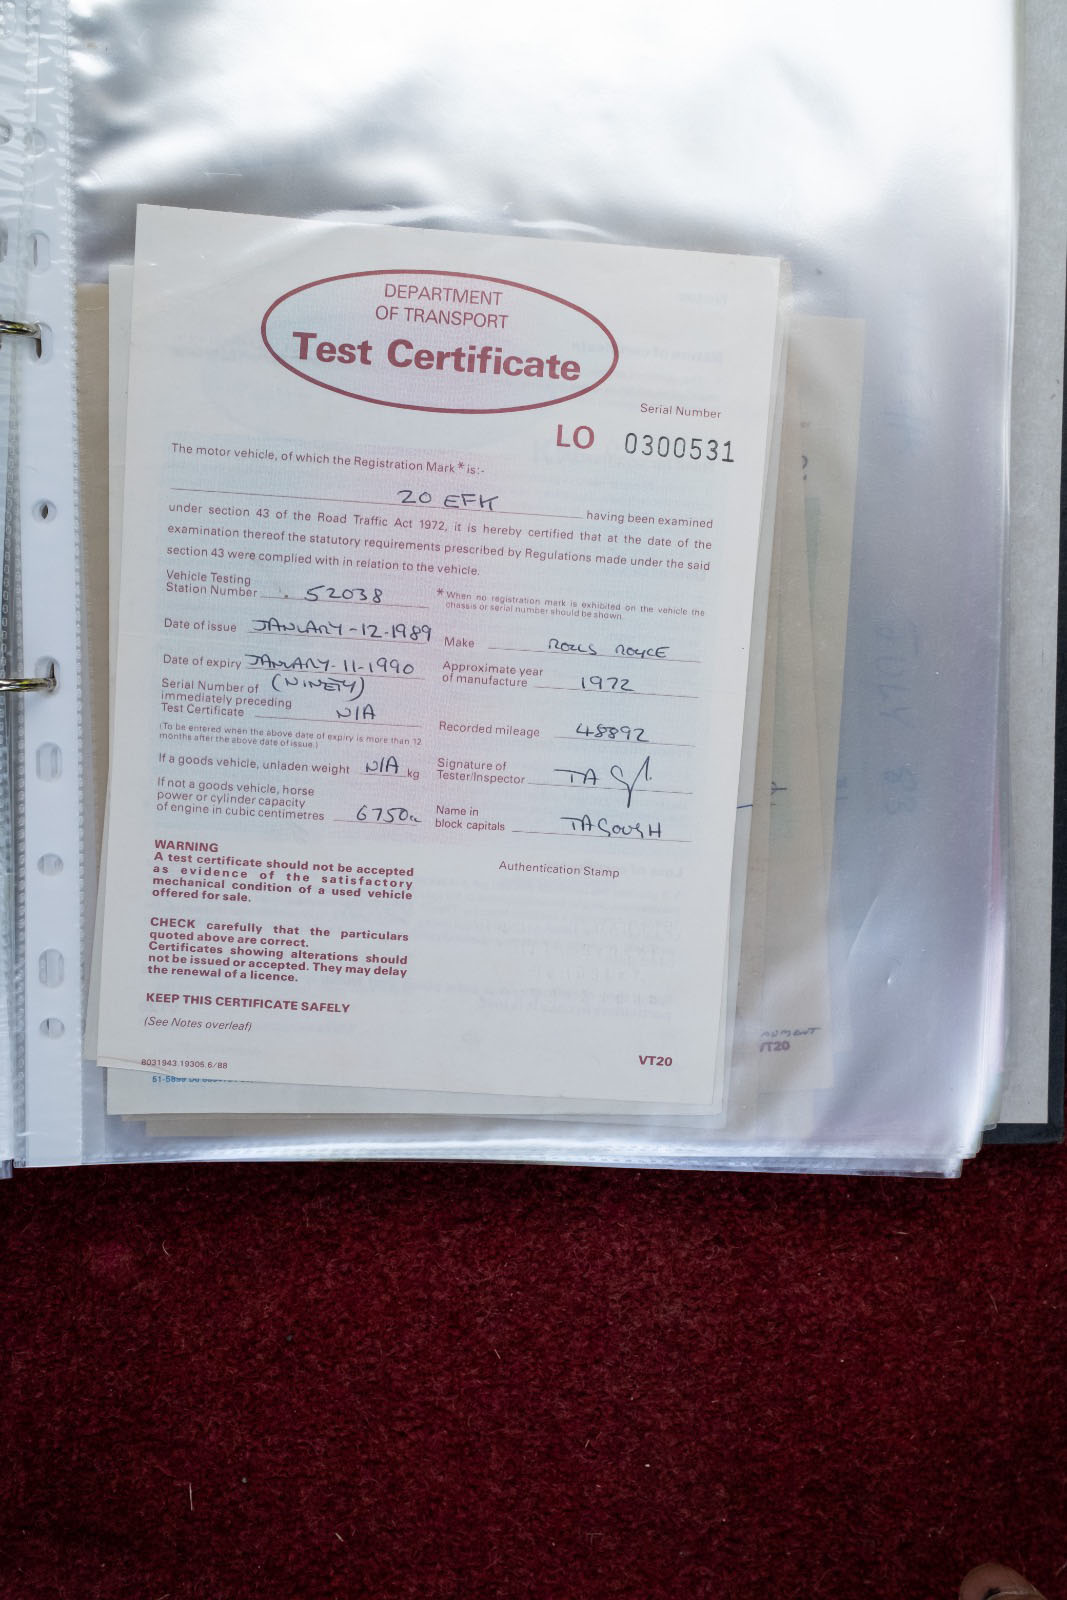 DEPARTMENT
OF TRANSPORT
Test Certificate
Serial Number
LO 0300531
The motor vehicle, of which the Registration Mark * is:-
20 EFK
having been examined
under section 43 of the Road Traffic Act 1972, it is hereby certified that at the date of the
examination thereof the statutory requirements prescribed by Regulations made under the said
section 43 were complied with in relation to the vehicle.
Vehicle Testing
Station Number 52038
* When no registration mark is exhibited on the vehicle the
chassis or serial number should be shown.
Date of issue JANUARY-12-1989
Make ROLLS ROYCE
Date of expiry JANUARY-11-1990
(NINETY)
Approximate year
of manufacture 1972
Serial Number of
immediately preceding
Test Certificate N/A
(To be entered when the above date of expiry is more than 12
months after the above date of issue.)
Recorded mileage 48892
If a goods vehicle, unladen weight N/A kg
Signature of
Tester/Inspector
If not a goods vehicle, horse
power or cylinder capacity
of engine in cubic centimetres 6750cc
Name in
block capitals TAGOUGH
Authentication Stamp
WARNING
A test certificate should not be accepted
as evidence of the satisfactory
mechanical condition of a used vehicle
offered for sale.
CHECK carefully that the particulars
quoted above are correct.
Certificates showing alterations should
not be issued or accepted. They may delay
the renewal of a licence.
KEEP THIS CERTIFICATE SAFELY
(See Notes overleaf)
8031943.19305.6/88
VT20
VT20